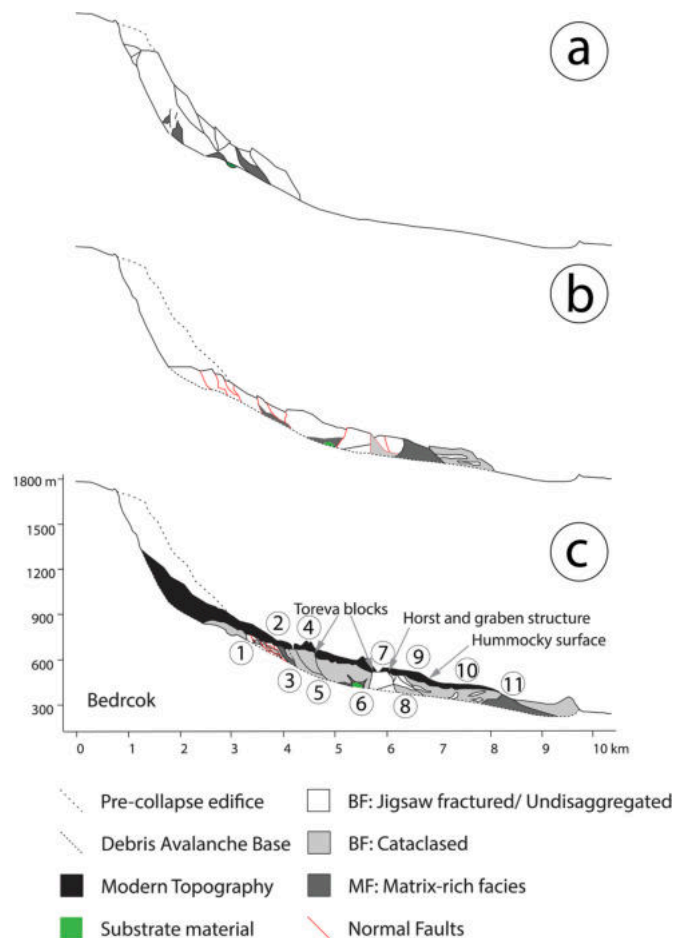 a
b
1800 m
1500
1200
900
600
300
c
Toreva blocks
Horst and graben structure
Hummocky surface
2
4
7
9
1
10
3
5
11
6
8
Bedrcok
0 1 2 3 4 5 6 7 8 9 10 km
Pre-collapse edifice
BF: Jigsaw fractured/ Undisaggregated
Debris Avalanche Base
BF: Cataclased
Modern Topography
MF: Matrix-rich facies
Substrate material
Normal Faults